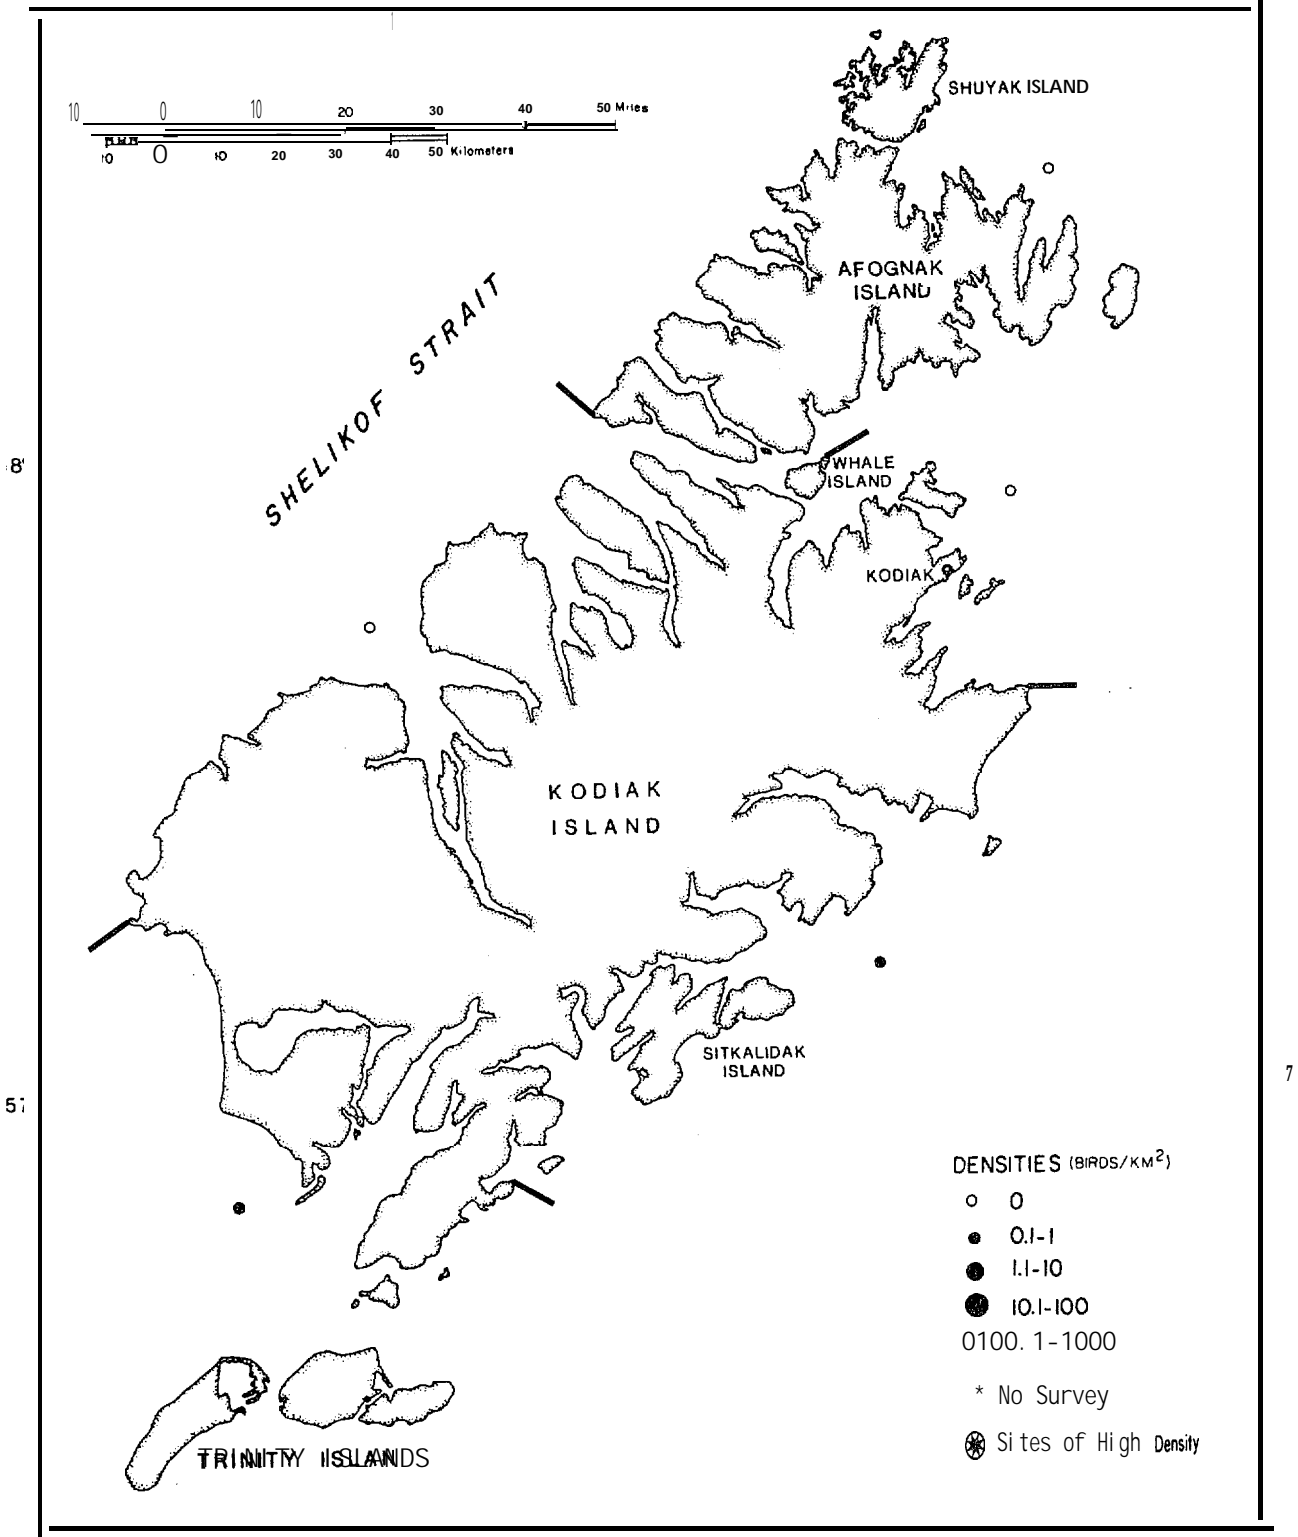 SHUYAK ISLAND
10 0 10 20 30 40 50 Miles
10 0 10 20 30 40 50 Kilometers
AFOGNAK
ISLAND
SHELIKOF STRAIT
WHALE
ISLAND
8
KODIAK
KODIAK
ISLAND
SITKALIDAK
ISLAND
7
57
DENSITIES (BIRDS/KM²)
0
0.1-1
1.1-10
10.1-100
0100. 1-1000
* No Survey
Sites of High Density
TRINITY ISLANDS